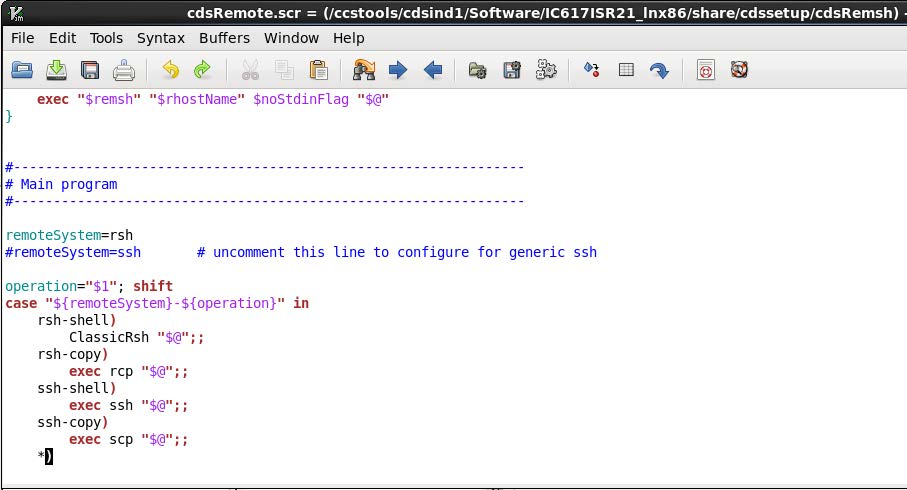 cdsRemote.scr = (/ccstools/cdsind1/Software/IC617ISR21_lnx86/share/cdssetup/cdsRemsh) -
File Edit Tools Syntax Buffers Window Help
    exec "$remsh" "$rhostName" $noStdinFlag "$@"
}
#----------------------------------------------------------------
# Main program
#----------------------------------------------------------------
remoteSystem=rsh
#remoteSystem=ssh       # uncomment this line to configure for generic ssh
operation="$1"; shift
case "${remoteSystem}-${operation}" in
    rsh-shell)
        ClassicRsh "$@";;
    rsh-copy)
        exec rcp "$@";;
    ssh-shell)
        exec ssh "$@";;
    ssh-copy)
        exec scp "$@";;
    *)